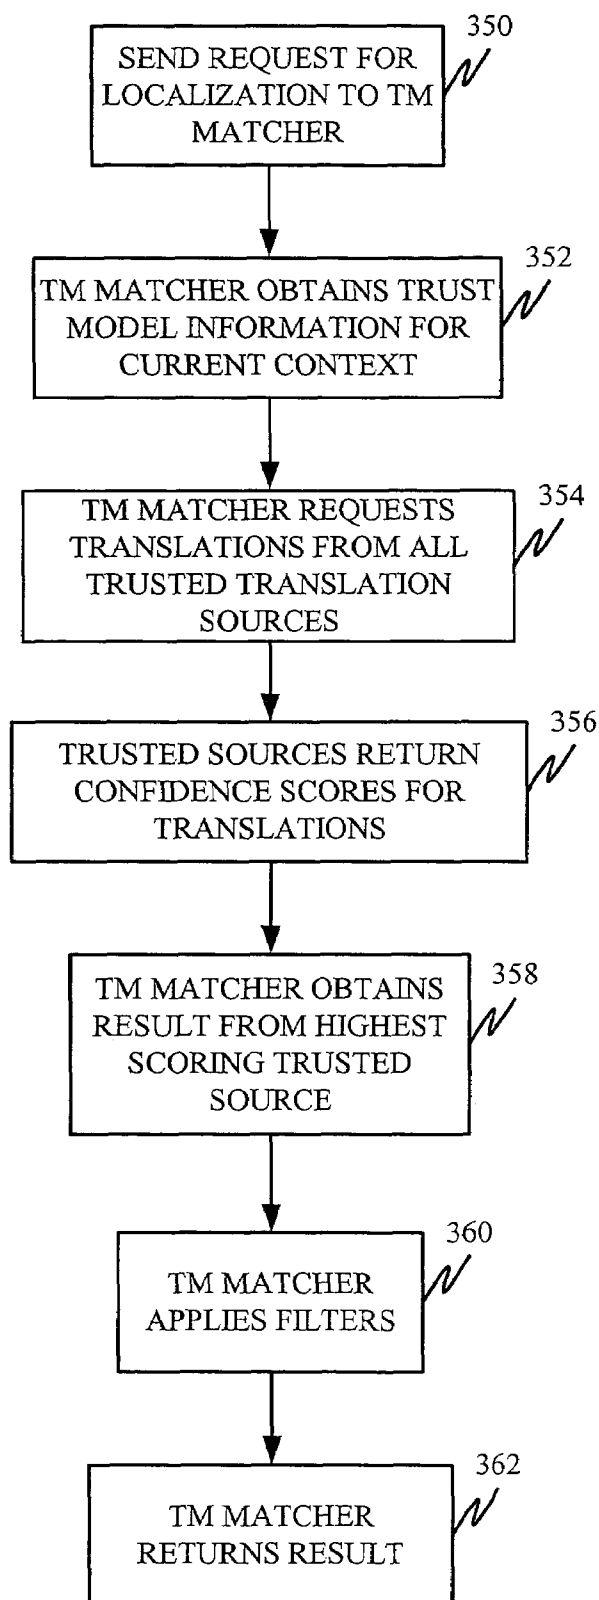 350
SEND REQUEST FOR
LOCALIZATION TO TM
MATCHER
352
TM MATCHER OBTAINS TRUST
MODEL INFORMATION FOR
CURRENT CONTEXT
354
TM MATCHER REQUESTS
TRANSLATIONS FROM ALL
TRUSTED TRANSLATION
SOURCES
356
TRUSTED SOURCES RETURN
CONFIDENCE SCORES FOR
TRANSLATIONS
358
TM MATCHER OBTAINS
RESULT FROM HIGHEST
SCORING TRUSTED
SOURCE
360
TM MATCHER
APPLIES FILTERS
362
TM MATCHER
RETURNS RESULT